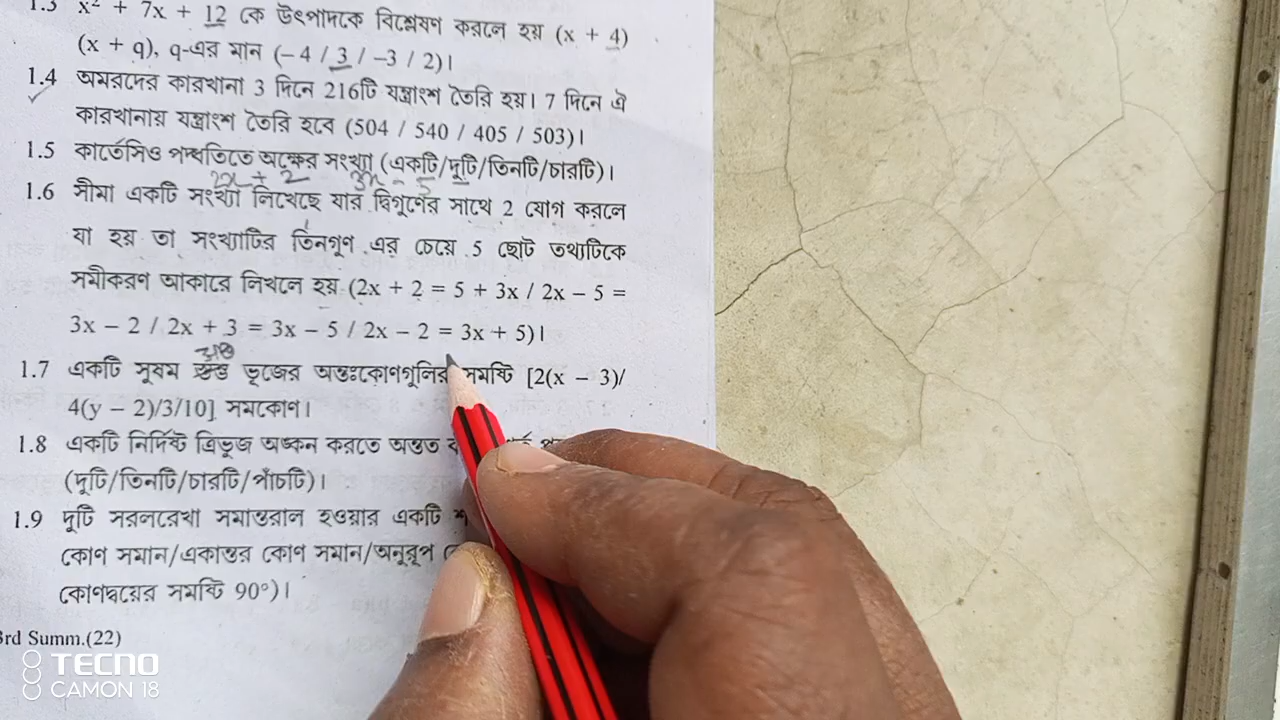 1.3 x² + 7x + 12 কে উৎপাদকে বিশ্লেষণ করলে হয় (x + 4)
(x + q), q-এর মান (– 4 / 3 / –3 / 2)।
1.4 অমরদের কারখানা 3 দিনে 216টি যন্ত্রাংশ তৈরি হয়। 7 দিনে ঐ
কারখানায় যন্ত্রাংশ তৈরি হবে (504 / 540 / 405 / 503)।
1.5 কার্তেসিও পদ্ধতিতে অক্ষের সংখ্যা (একটি/দুটি/তিনটি/চারটি)।
2x + 2 3x - 5
1.6 সীমা একটি সংখ্যা লিখেছে যার দ্বিগুণের সাথে 2 যোগ করলে
যা হয় তা সংখ্যাটির তিনগুণ এর চেয়ে 5 ছোট তথ্যটিকে
সমীকরণ আকারে লিখলে হয় (2x + 2 = 5 + 3x / 2x – 5 =
3x – 2 / 2x + 3 = 3x – 5 / 2x – 2 = 3x + 5)।
1.7 একটি সুষম ভূজের অন্তঃকোণগুলির সমষ্টি [2(x – 3)/
4(y – 2)/3/10] সমকোণ।
1.8 একটি নির্দিষ্ট ত্রিভুজ অঙ্কন করতে অন্তত
(দুটি/তিনটি/চারটি/পাঁচটি)।
1.9 দুটি সরলরেখা সমান্তরাল হওয়ার একটি
কোণ সমান/একান্তর কোণ সমান/অনুরূপ
কোণদ্বয়ের সমষ্টি 90°)।
3rd Summ.(22)
TECNO
CAMON 18